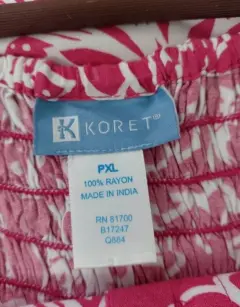 K KORET
PXL
100% RAYON
MADE IN INDIA
RN 81700
B17247
Q884